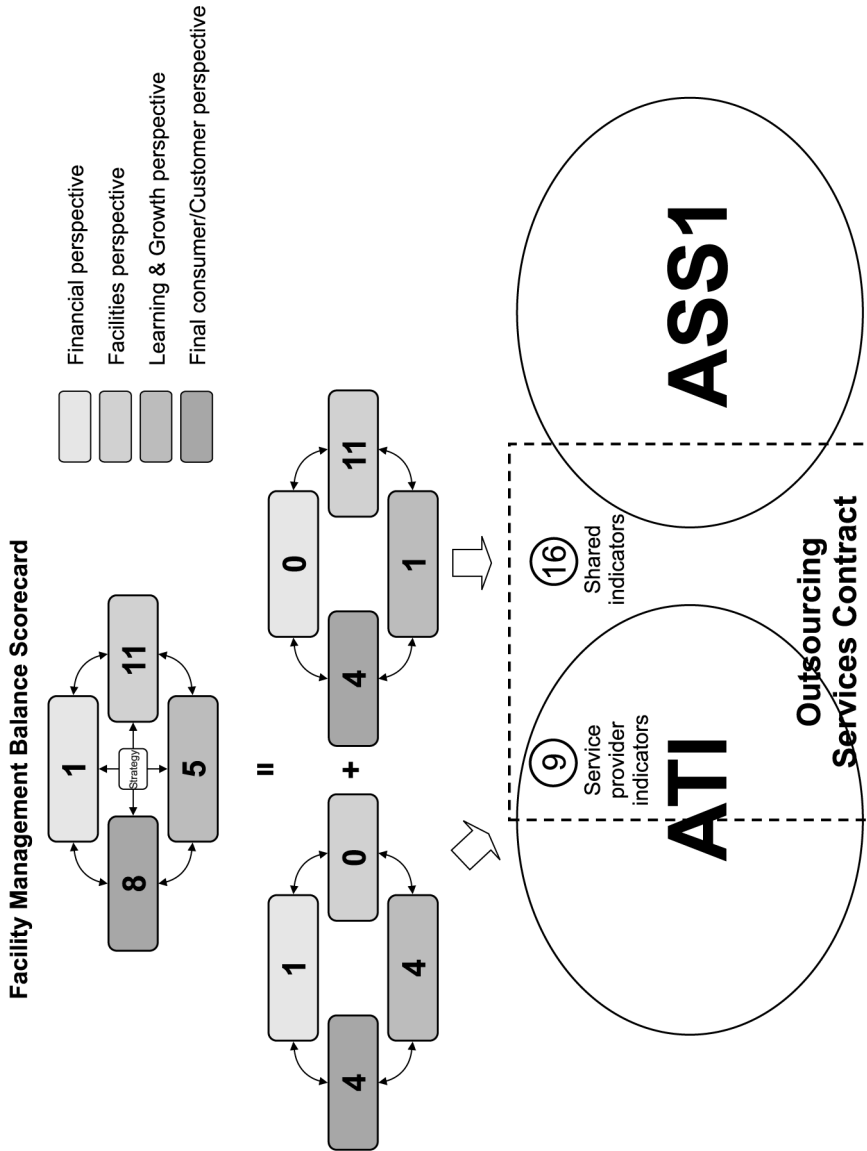 Facility Management Balance Scorecard
Financial perspective
Facilities perspective
Learning & Growth perspective
Final consumer/Customer perspective
1
8
Strategy
11
5
=
1
4
0
4
+
0
4
11
1
9
Service
provider
indicators
16
Shared
indicators
ATI
ASS1
Outsourcing
Services Contract